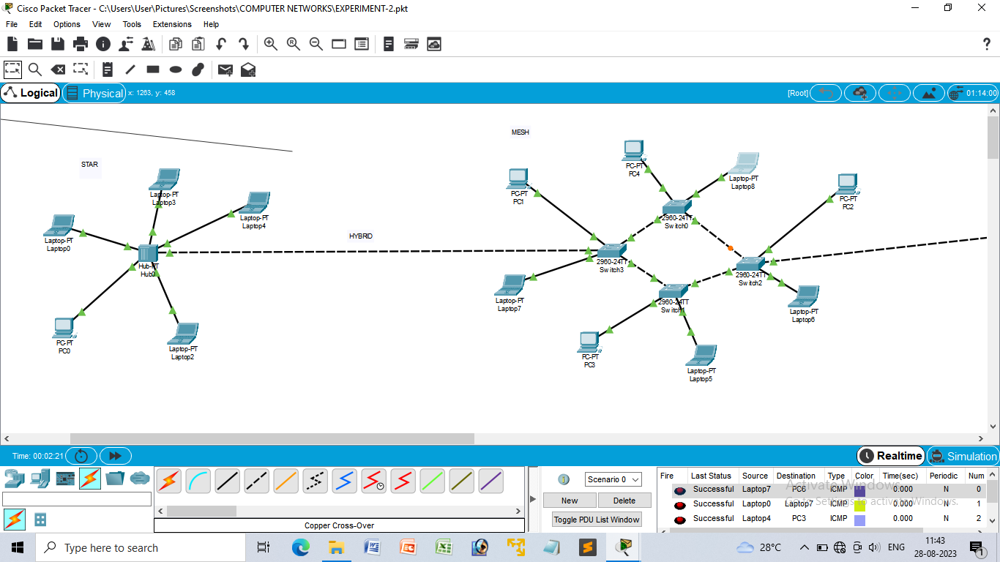 Cisco Packet Tracer - C:\Users\User\Pictures\Screenshots\COMPUTER NETWORKS\EXPERIMENT-2.pkt
File Edit Options View Tools Extensions Help
Logical Physical x: 1263, y: 458 [Root] 01:14:00
MESH
STAR
HYBRID
Laptop-PT
Laptop3
Laptop-PT
Laptop4
Laptop-PT
Laptop0
Hub-PT
Hub0
PC-PT
PC0
Laptop-PT
Laptop2
PC-PT
PC4
Laptop-PT
Laptop8
PC-PT
PC1
PC-PT
PC2
2960-24TT
Switch0
2960-24TT
Switch3
2960-24TT
Switch2
2960-24TT
Switch1
Laptop-PT
Laptop7
Laptop-PT
Laptop6
PC-PT
PC3
Laptop-PT
Laptop5
Time: 00:02:21 Realtime Simulation
Scenario 0
New Delete
Toggle PDU List Window
Copper Cross-Over
Fire Last Status Source Destination Type Color Time(sec) Periodic Num
Successful Laptop7 PC6 ICMP 0.000 N 0
Successful Laptop0 Laptop7 ICMP 0.000 N 1
Successful Laptop4 PC3 ICMP 0.000 N 2
Activate Windows
Go to Settings to activate Windows.
Type here to search
28°C ENG 11:43
28-08-2023
1